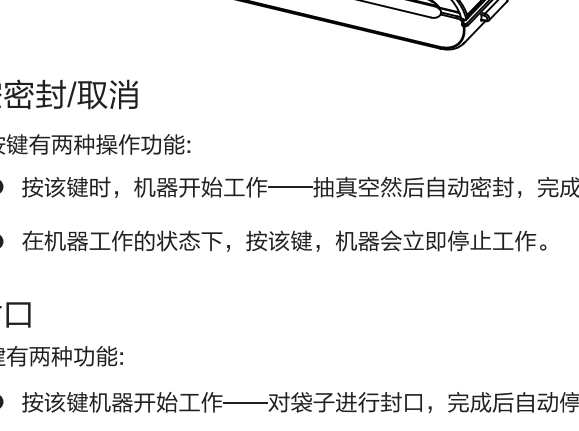 密封/取消
按键有两种操作功能:
● 按该键时，机器开始工作——抽真空然后自动密封，完成
● 在机器工作的状态下，按该键，机器会立即停止工作。
口
键有两种功能:
● 按该键机器开始工作——对袋子进行封口，完成后自动停